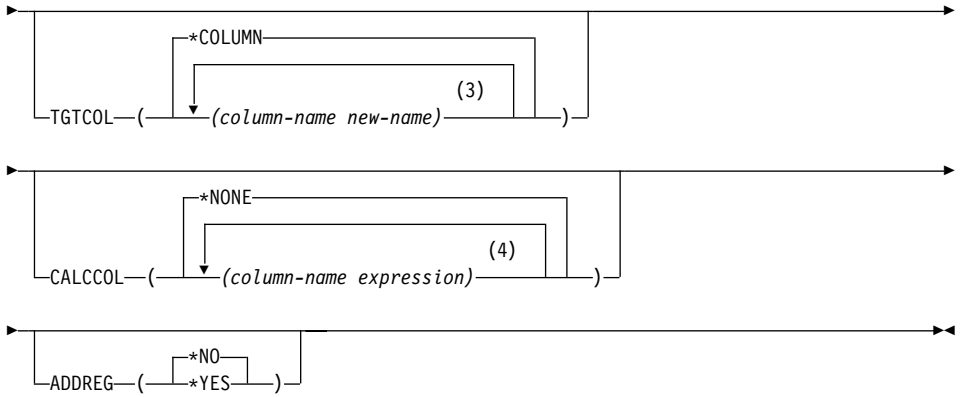 *COLUMN
(3)
TGTCOL ( (column-name new-name) )
*NONE
(4)
CALCCOL ( (column-name expression) )
*NO
ADDREG ( *YES )